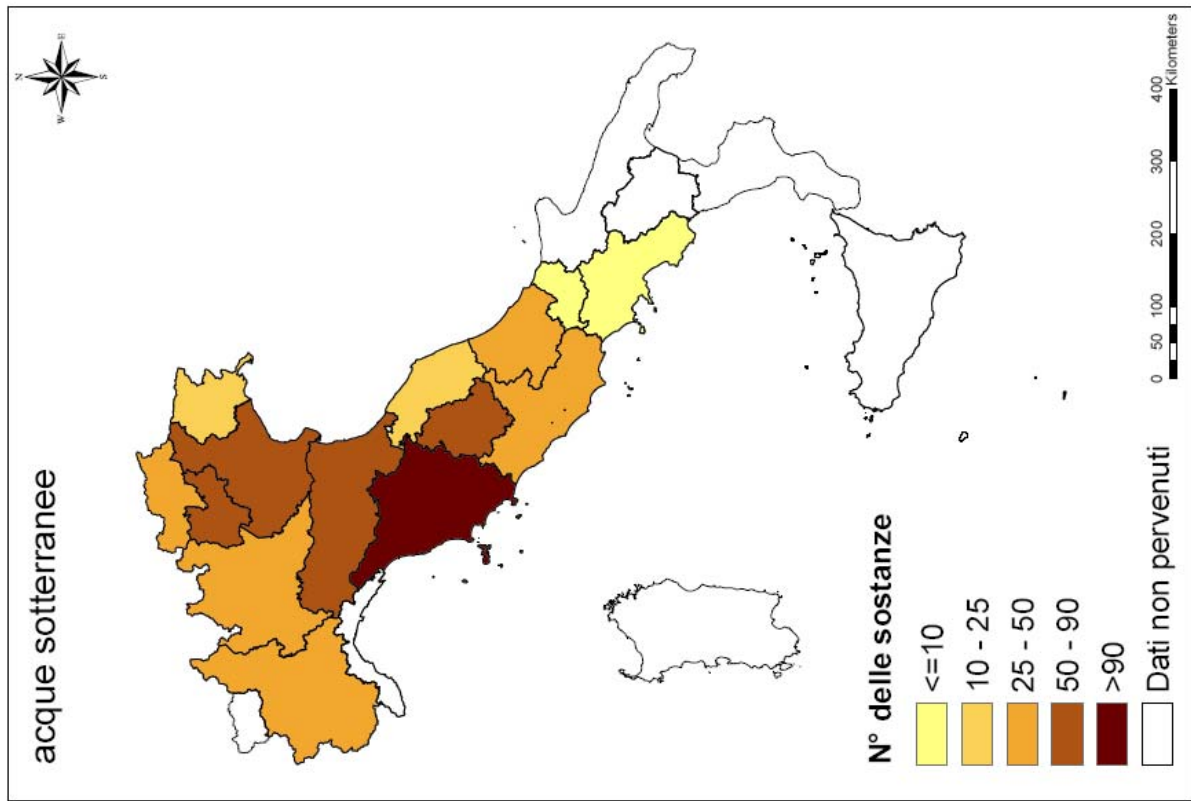 acque sotterranee
N
W E
S
N° delle sostanze
<=10
10 - 25
25 - 50
50 - 90
>90
Dati non pervenuti
0 50 100 200 300 400
Kilometers